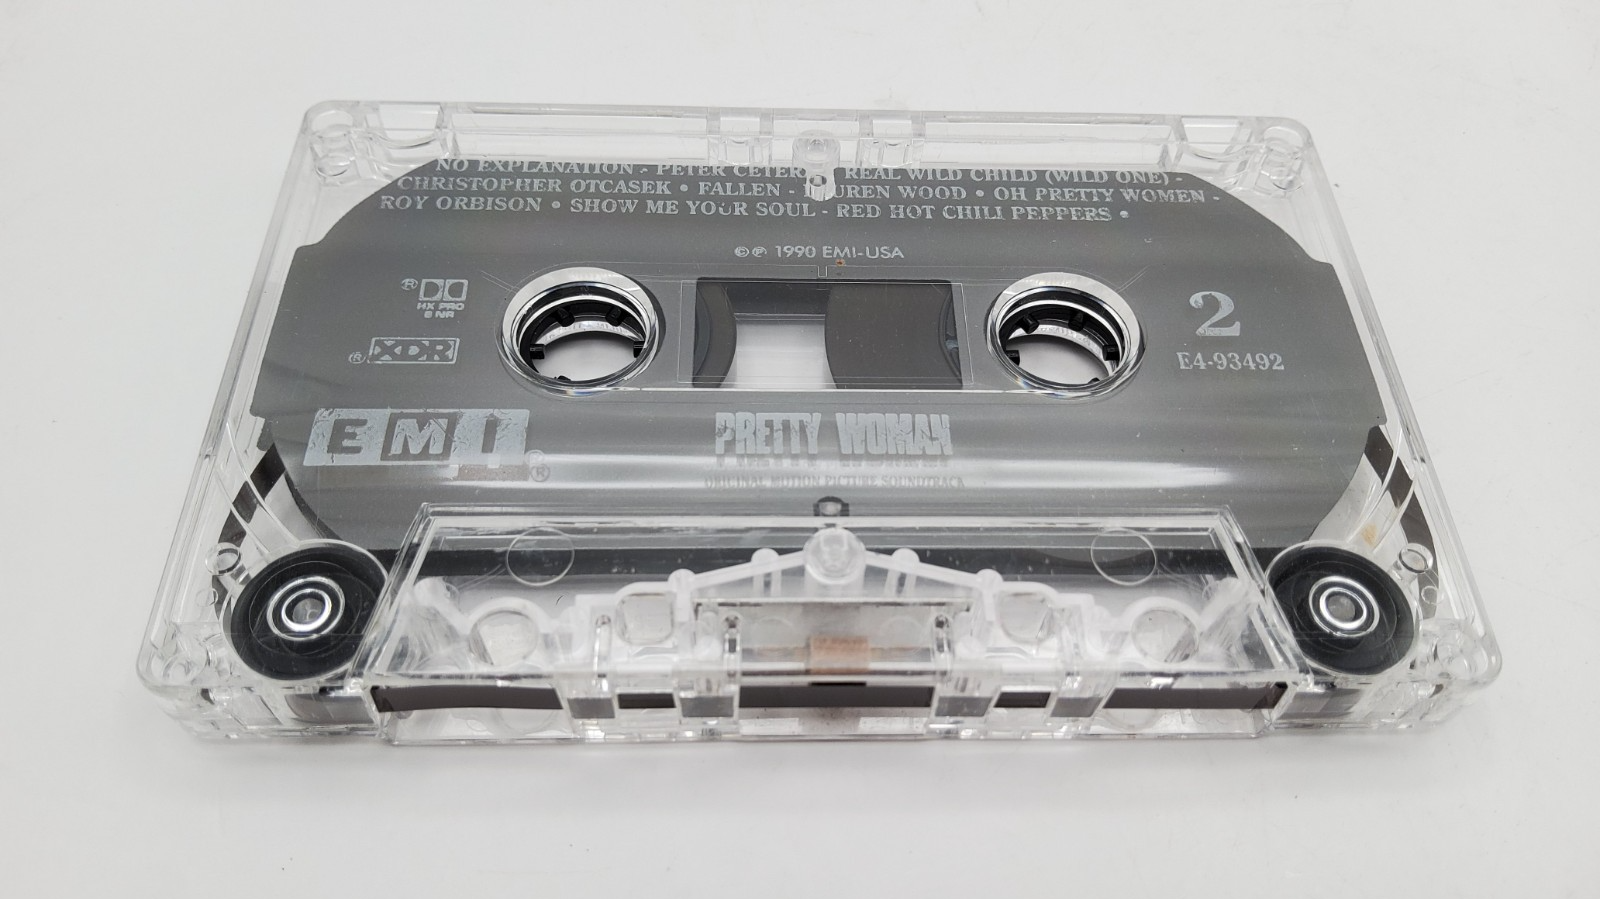 NO EXPLANATION - PETER CETERA • REAL WILD CHILD (WILD ONE) -
CHRISTOPHER OTCASEK • FALLEN - LAUREN WOOD • OH PRETTY WOMEN -
ROY ORBISON • SHOW ME YOUR SOUL - RED HOT CHILI PEPPERS •
©℗ 1990 EMI-USA
® DD
HX PRO
B NR
® XDR
2
E4-93492
EMI®
PRETTY WOMAN
ORIGINAL MOTION PICTURE SOUNDTRACK